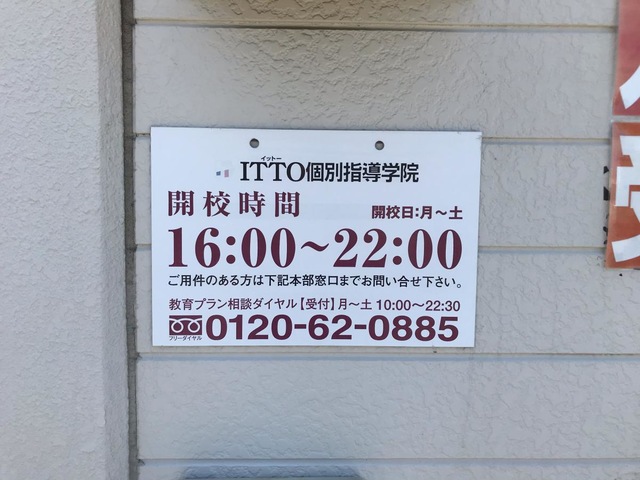 イットー
ITTO個別指導学院
開校時間 開校日:月〜土
16:00〜22:00
ご用件のある方は下記本部窓口までお問い合せ下さい。
教育プラン相談ダイヤル【受付】月〜土 10:00〜22:30
フリーダイヤル 0120-62-0885